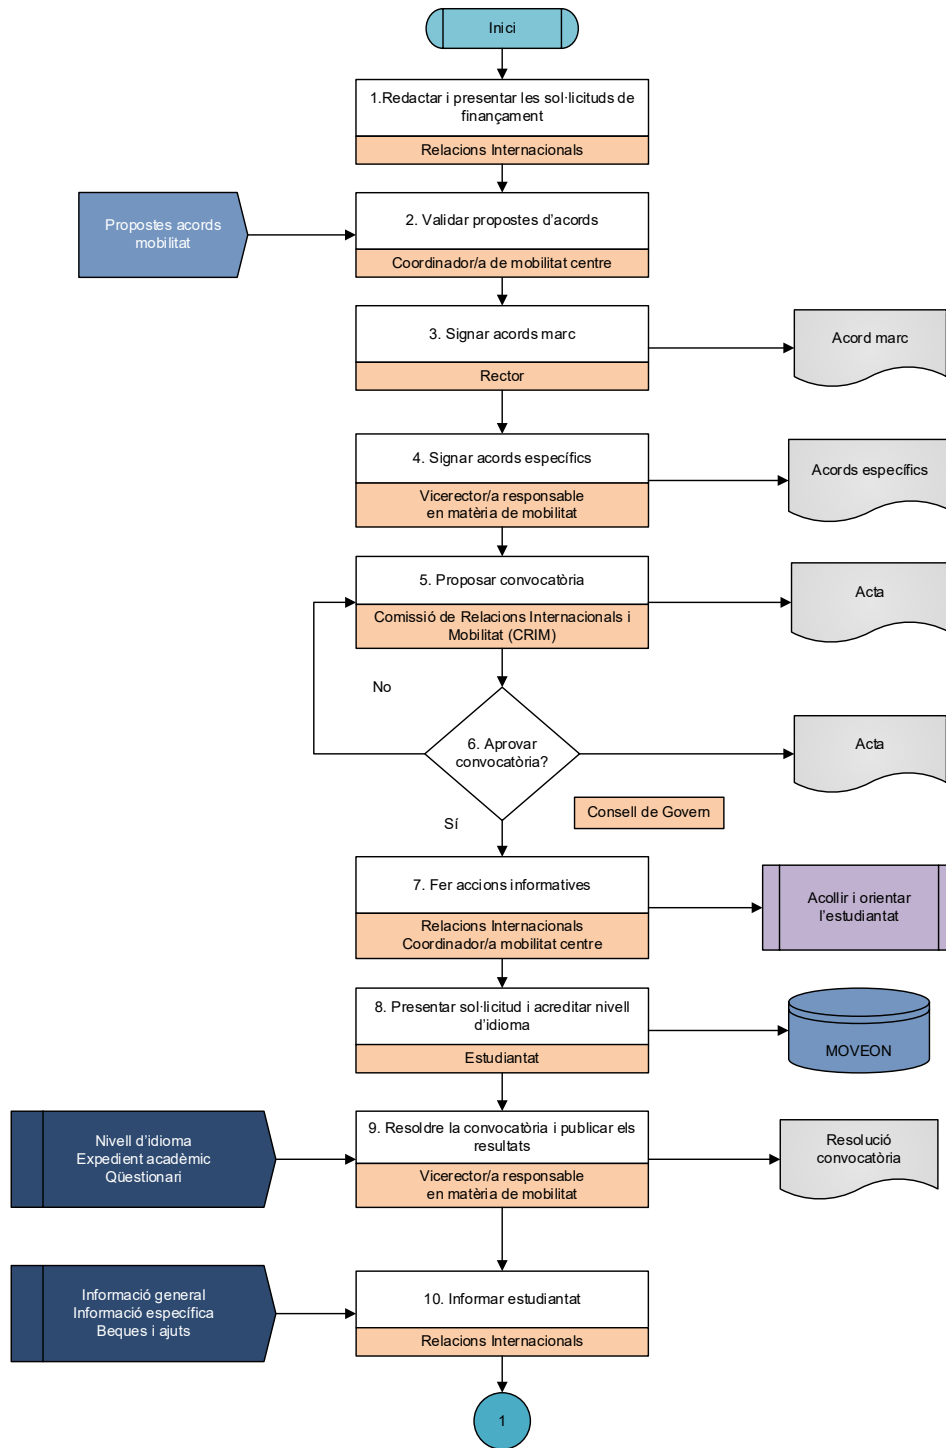 Inici
1.Redactar i presentar les sol·licituds de
finançament
Relacions Internacionals
Propostes acords
mobilitat
2. Validar propostes d'acords
Coordinador/a de mobilitat centre
3. Signar acords marc
Rector
Acord marc
4. Signar acords específics
Vicerector/a responsable
en matèria de mobilitat
Acords específics
5. Proposar convocatòria
Comissió de Relacions Internacionals i
Mobilitat (CRIM)
Acta
No
6. Aprovar
convocatòria?
Acta
Consell de Govern
Sí
7. Fer accions informatives
Relacions Internacionals
Coordinador/a mobilitat centre
Acollir i orientar
l'estudiantat
8. Presentar sol·licitud i acreditar nivell
d'idioma
Estudiantat
MOVEON
Nivell d'idioma
Expedient acadèmic
Qüestionari
9. Resoldre la convocatòria i publicar els
resultats
Vicerector/a responsable
en matèria de mobilitat
Resolució
convocatòria
Informació general
Informació específica
Beques i ajuts
10. Informar estudiantat
Relacions Internacionals
1